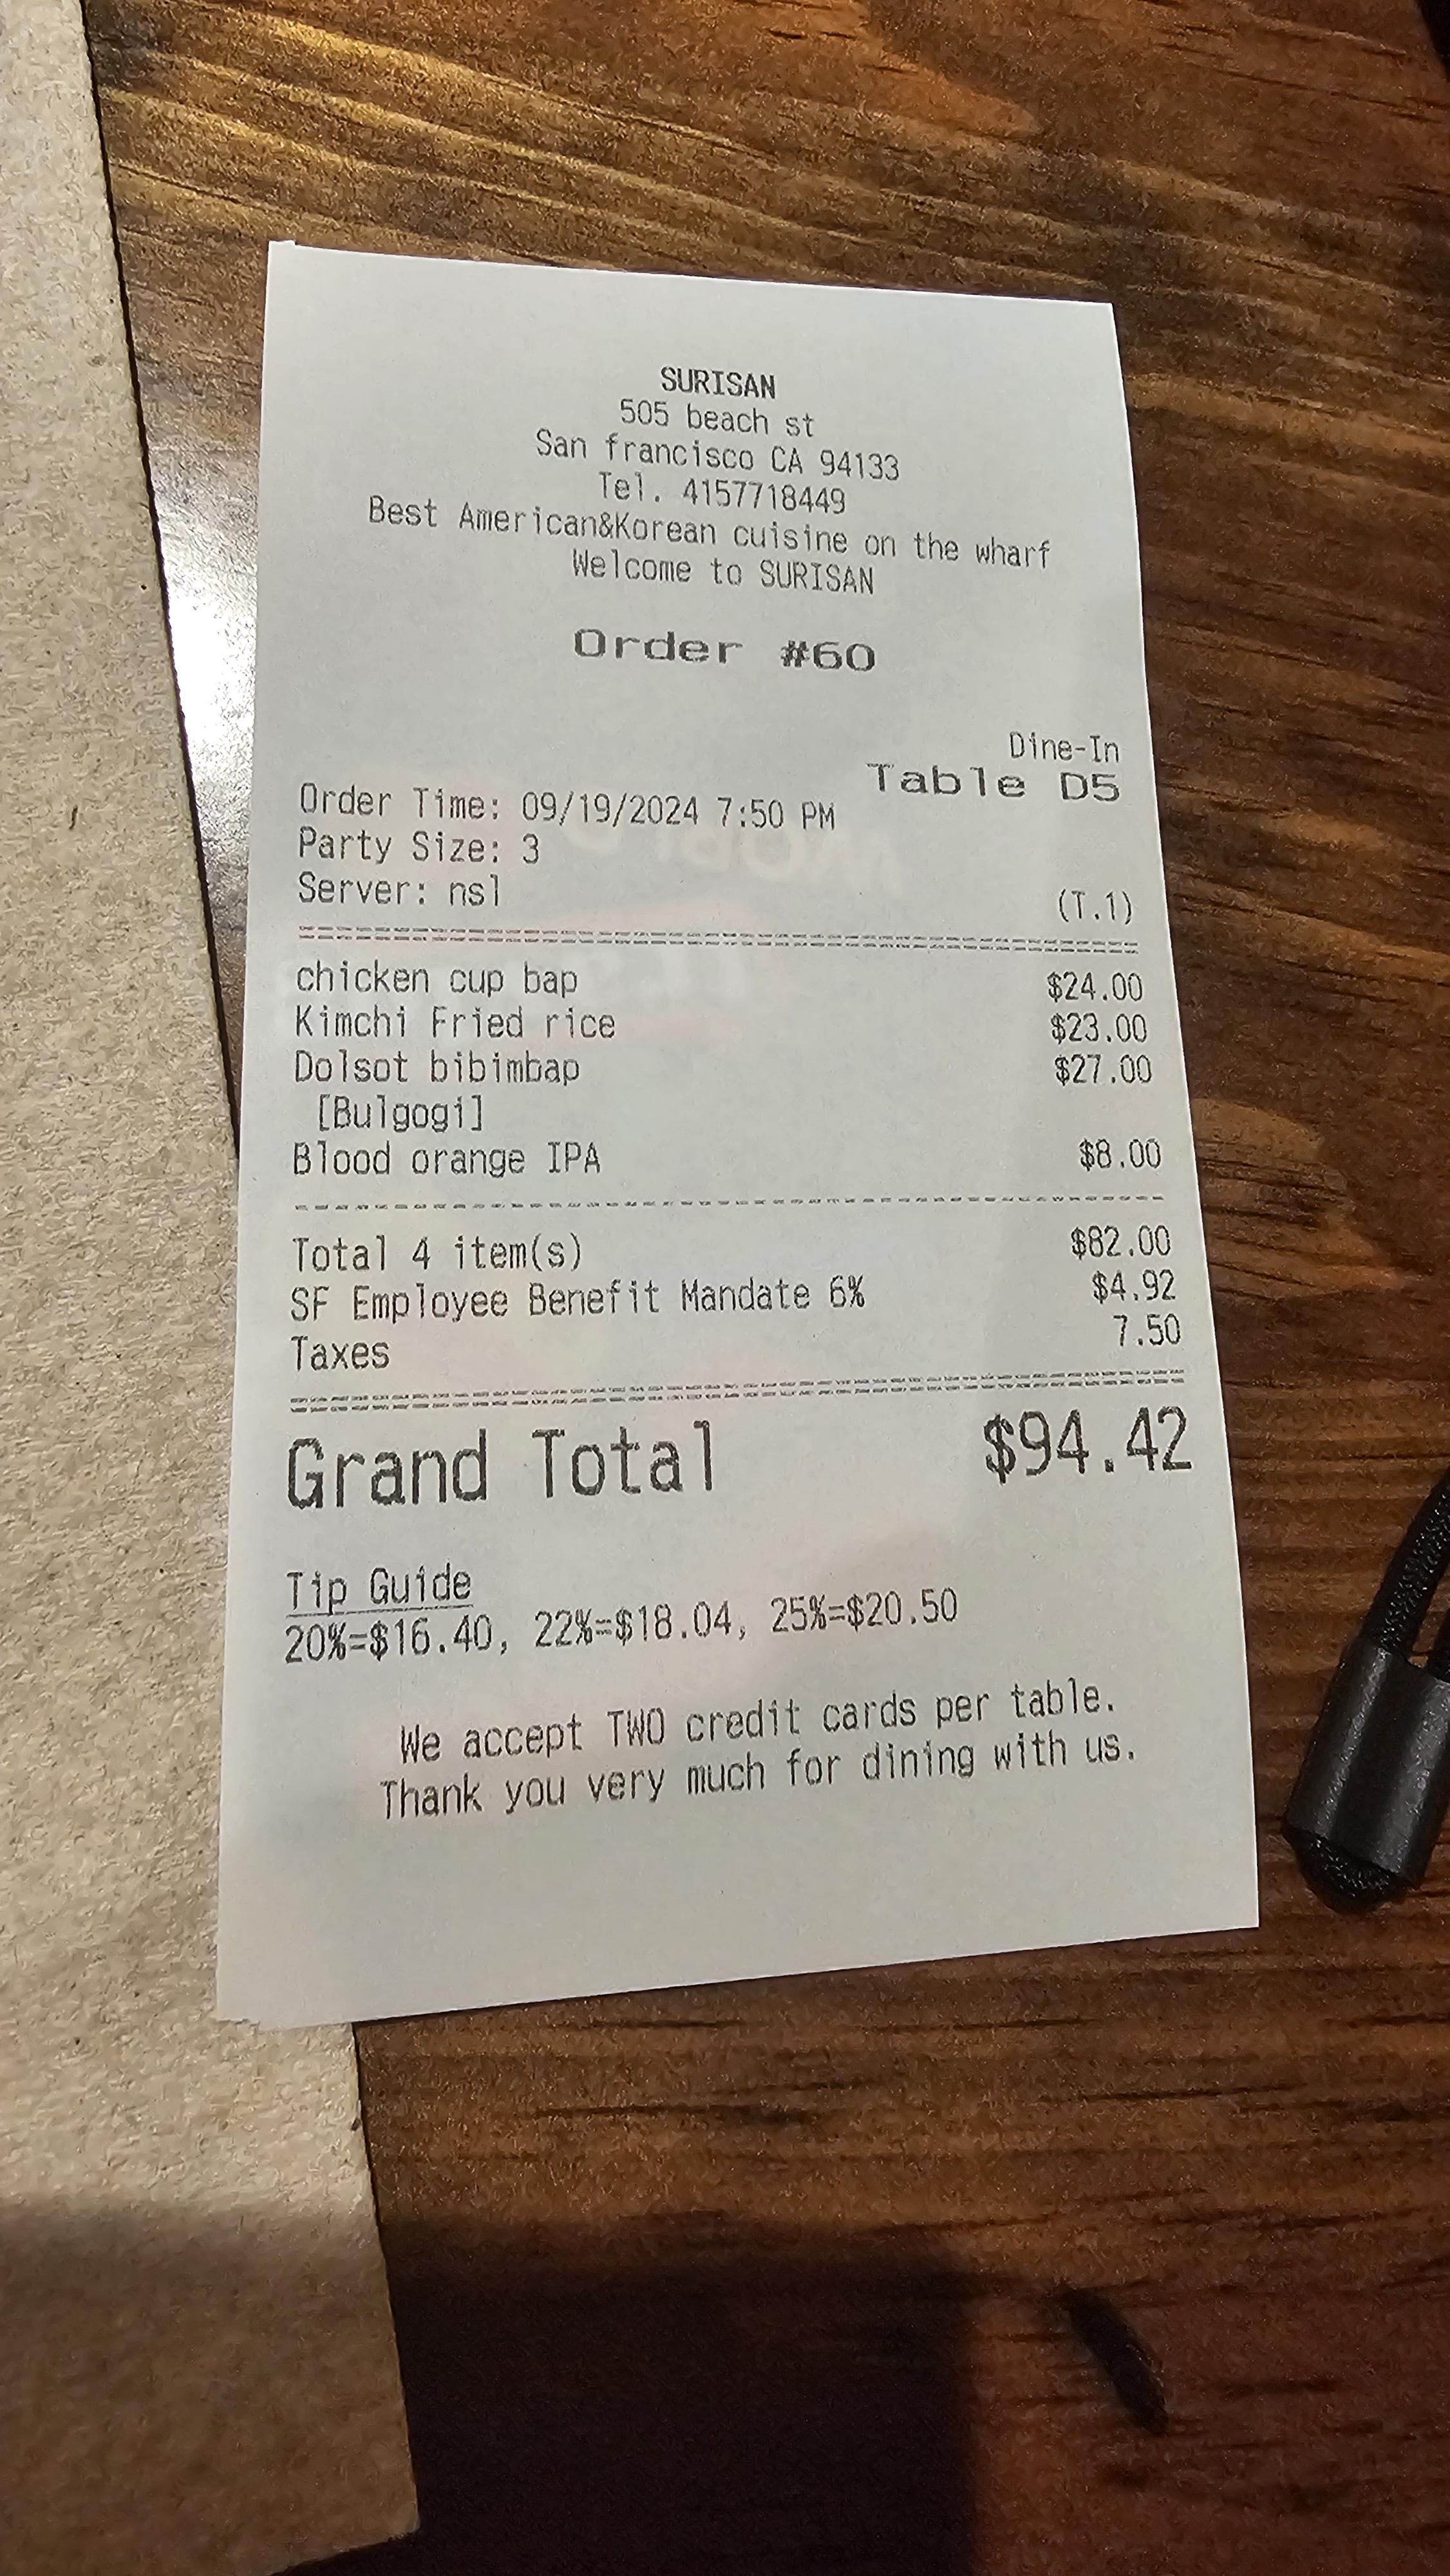 SURISAN
505 beach st
San francisco CA 94133
Tel. 4157718449
Best American&Korean cuisine on the wharf
Welcome to SURISAN
Order #60
Dine-In
Table D5
Order Time: 09/19/2024 7:50 PM
Party Size: 3
Server: nsl (T.1)
chicken cup bap $24.00
Kimchi Fried rice $23.00
Dolsot bibimbap $27.00
[Bulgogi]
Blood orange IPA $8.00
Total 4 item(s) $82.00
SF Employee Benefit Mandate 6% $4.92
Taxes 7.50
Grand Total $94.42
Tip Guide
20%=$16.40, 22%=$18.04, 25%=$20.50
We accept TWO credit cards per table.
Thank you very much for dining with us.